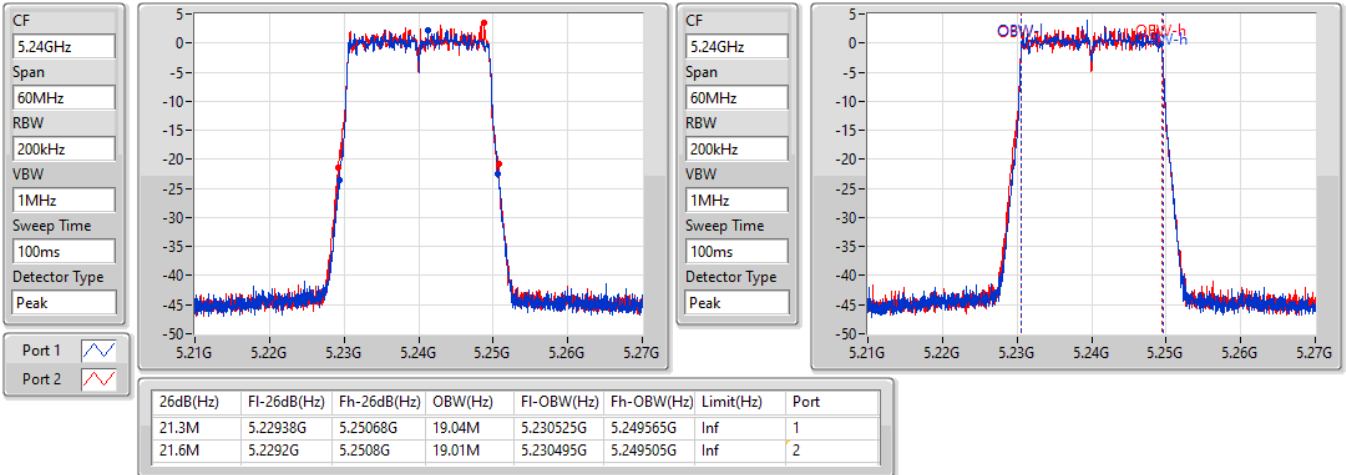 CF
5.24GHz
Span
60MHz
RBW
200kHz
VBW
1MHz
Sweep Time
100ms
Detector Type
Peak
Port 1
Port 2
5
0
-5
-10
-15
-20
-25
-30
-35
-40
-45
-50
5.21G 5.22G 5.23G 5.24G 5.25G 5.26G 5.27G
CF
5.24GHz
Span
60MHz
RBW
200kHz
VBW
1MHz
Sweep Time
100ms
Detector Type
Peak
5
0
-5
-10
-15
-20
-25
-30
-35
-40
-45
-50
OBW-l
OBW-h
5.21G 5.22G 5.23G 5.24G 5.25G 5.26G 5.27G
26dB(Hz) Fl-26dB(Hz) Fh-26dB(Hz) OBW(Hz) Fl-OBW(Hz) Fh-OBW(Hz) Limit(Hz) Port
21.3M 5.22938G 5.25068G 19.04M 5.230525G 5.249565G Inf 1
21.6M 5.2292G 5.2508G 19.01M 5.230495G 5.249505G Inf 2